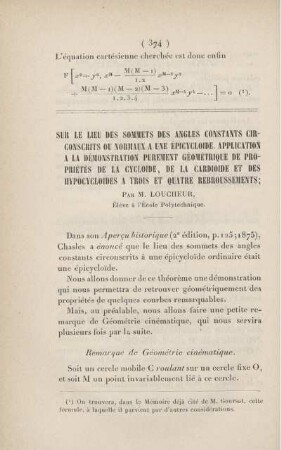 ( 374 )
L'équation cartésienne cherchée est donc enfin
SUR LE LIEU DES SOMMETS DES ANGLES CONSTANTS CIR-
CONSCRITS OU NORMAUX A UNE ÉPICYCLOÏDE. APPLICATION
A LA DÉMONSTRATION PUREMENT GÉOMÉTRIQUE DE PRO-
PRIÉTÉS DE LA CYCLOÏDE, DE LA CARDIOÏDE ET DES
HYPOCYCLOÏDES A TROIS ET QUATRE REBROUSSEMENTS;
PAR M. LOUCHEUR,
Élève à l'École Polytechnique.
Dans son Aperçu historique (2e édition, p. 125; 1875),
Chasles a énoncé que le lieu des sommets des angles
constants circonscrits à une épicycloïde ordinaire était
une épicycloïde.
Nous allons donner de ce théorème une démonstration
qui nous permettra de retrouver géométriquement
des propriétés de quelques courbes remarquables.
Mais, au préalable, nous allons faire une petite re-
marque de Géométrie cinématique, qui nous servira
plusieurs fois par la suite.
Remarque de Géométrie cinématique.
Soit un cercle mobile C roulant sur un cercle fixe O,
et soit M un point invariablement lié à ce cercle.
(1) On trouvera, dans le Mémoire déjà cité de M. Goursat, cette
formule, à laquelle il parvient par d'autres considérations.